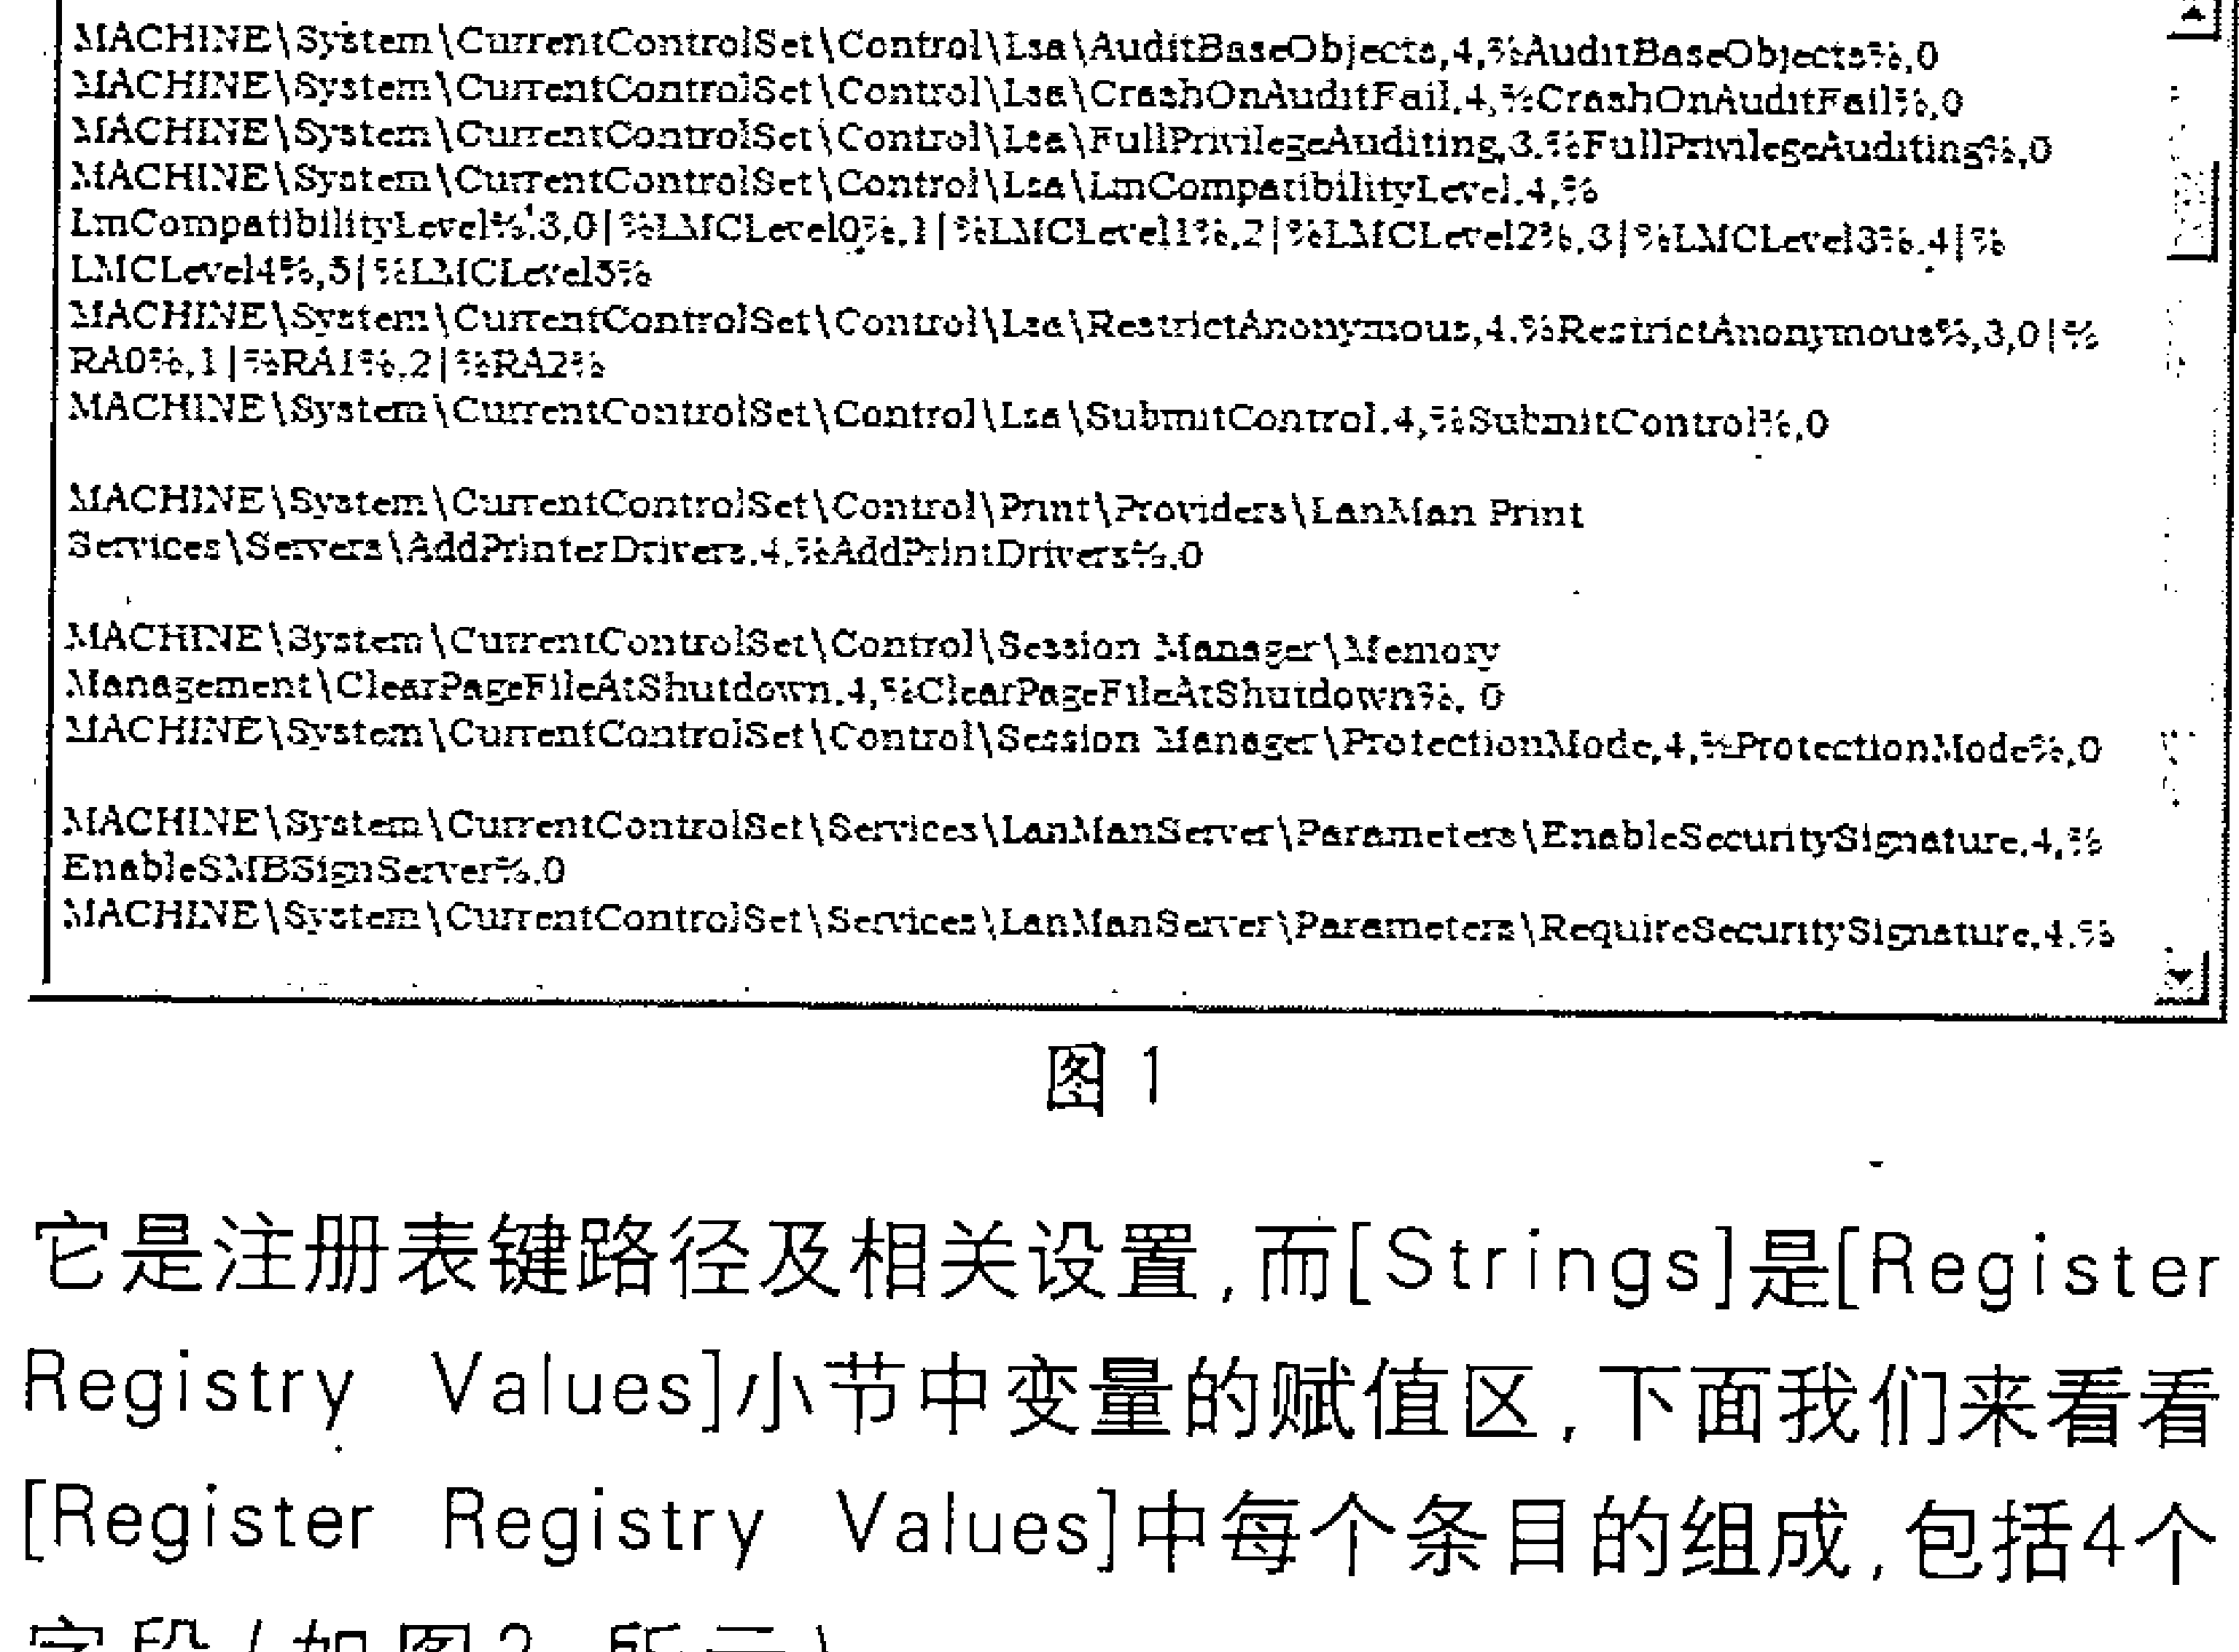 MACHINE\System\CurrentControlSet\Control\Lsa\AuditBaseObjects,4,%AuditBaseObjects%,0
MACHINE\System\CurrentControlSet\Control\Lsa\CrashOnAuditFail,4,%CrashOnAuditFail%,0
MACHINE\System\CurrentControlSet\Control\Lsa\FullPrivilegeAuditing,3,%FullPrivilegeAuditing%,0
MACHINE\System\CurrentControlSet\Control\Lsa\LmCompatibilityLevel,4,%
LmCompatibilityLevel%,3,0|%LMCLevel0%,1|%LMCLevel1%,2|%LMCLevel2%,3|%LMCLevel3%,4|%
LMCLevel4%,5|%LMCLevel5%
MACHINE\System\CurrentControlSet\Control\Lsa\RestrictAnonymous,4,%RestrictAnonymous%,3,0|%
RA0%,1|%RA1%,2|%RA2%
MACHINE\System\CurrentControlSet\Control\Lsa\SubmitControl,4,%SubmitControl%,0
MACHINE\System\CurrentControlSet\Control\Print\Providers\LanMan Print
Services\Servers\AddPrinterDrivers,4,%AddPrintDrivers%,0
MACHINE\System\CurrentControlSet\Control\Session Manager\Memory
Management\ClearPageFileAtShutdown,4,%ClearPageFileAtShutdown%, 0
MACHINE\System\CurrentControlSet\Control\Session Manager\ProtectionMode,4,%ProtectionMode%,0
MACHINE\System\CurrentControlSet\Services\LanManServer\Parameters\EnableSecuritySignature,4,%
EnableSMBSignServer%,0
MACHINE\System\CurrentControlSet\Services\LanManServer\Parameters\RequireSecuritySignature,4,%
图 1
它是注册表键路径及相关设置,而[Strings]是[Register
Registry Values]小节中变量的赋值区,下面我们来看看
[Register Registry Values]中每个条目的组成,包括4个
字段(如图2 所示)